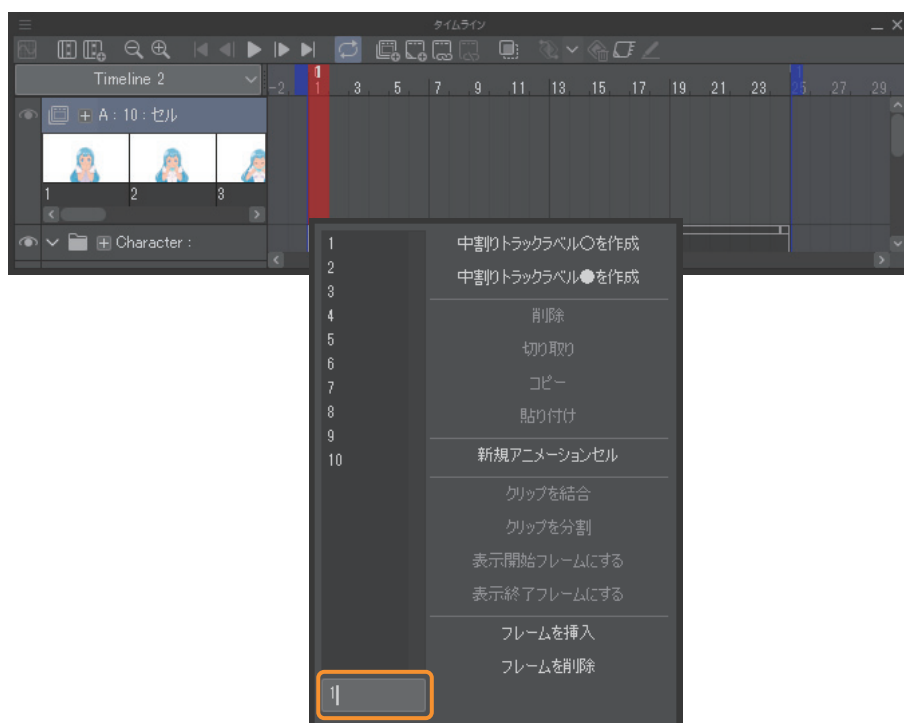 タイムライン
Timeline 2
-2 1 1 3 5 7 9 11 13 15 17 19 21 23 1 25 27 29
A : 10 : セル
1 2 3
Character :
1
2
3
4
5
6
7
8
9
10
1
中割りトラックラベル○を作成
中割りトラックラベル●を作成
削除
切り取り
コピー
貼り付け
新規アニメーションセル
クリップを結合
クリップを分割
表示開始フレームにする
表示終了フレームにする
フレームを挿入
フレームを削除